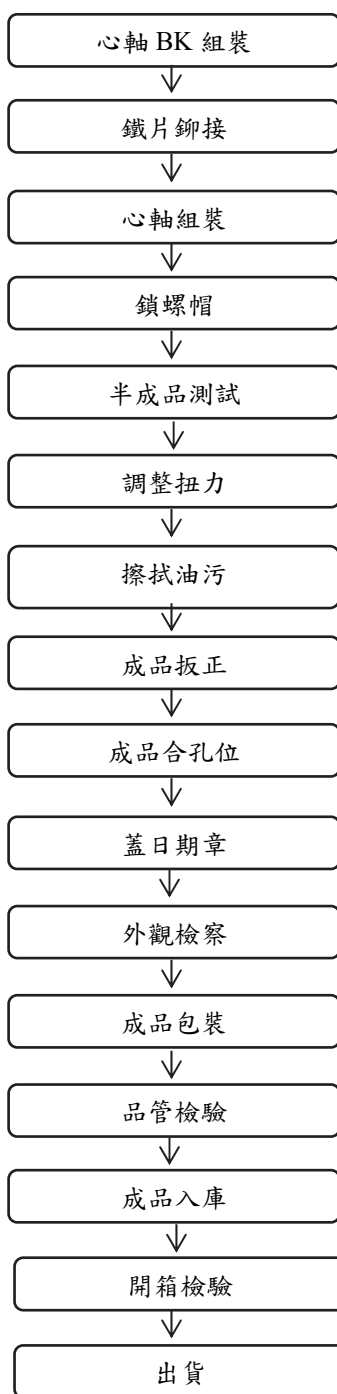 心軸 BK 組裝
鐵片鉚接
心軸組裝
鎖螺帽
半成品測試
調整扭力
擦拭油污
成品扳正
成品合孔位
蓋日期章
外觀檢察
成品包裝
品管檢驗
成品入庫
開箱檢驗
出貨